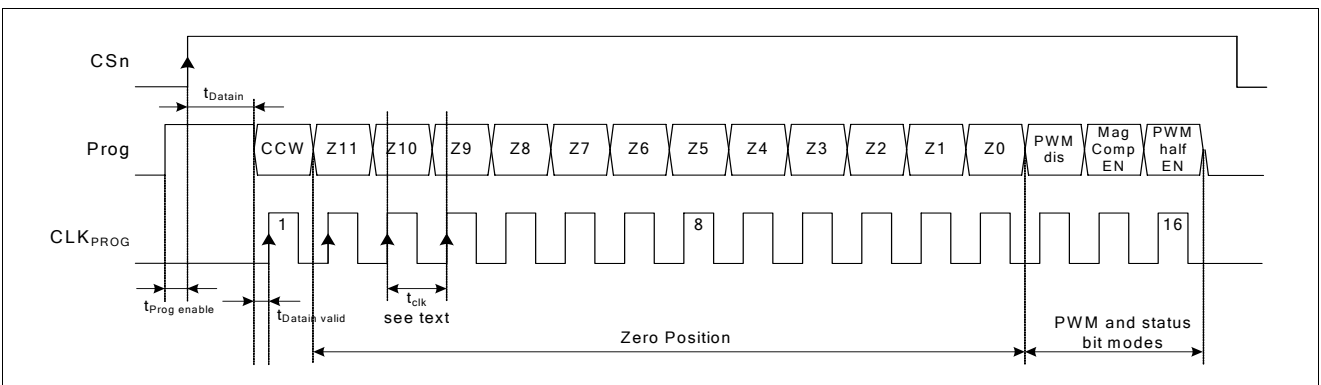 CSn
tDatain
Prog
CCW Z11 Z10 Z9 Z8 Z7 Z6 Z5 Z4 Z3 Z2 Z1 Z0
PWM
dis
Mag
Comp
EN
PWM
half
EN
CLKPROG
1 8 16
tProg enable
tDatain valid
tclk
see text
Zero Position
PWM and status
bit modes